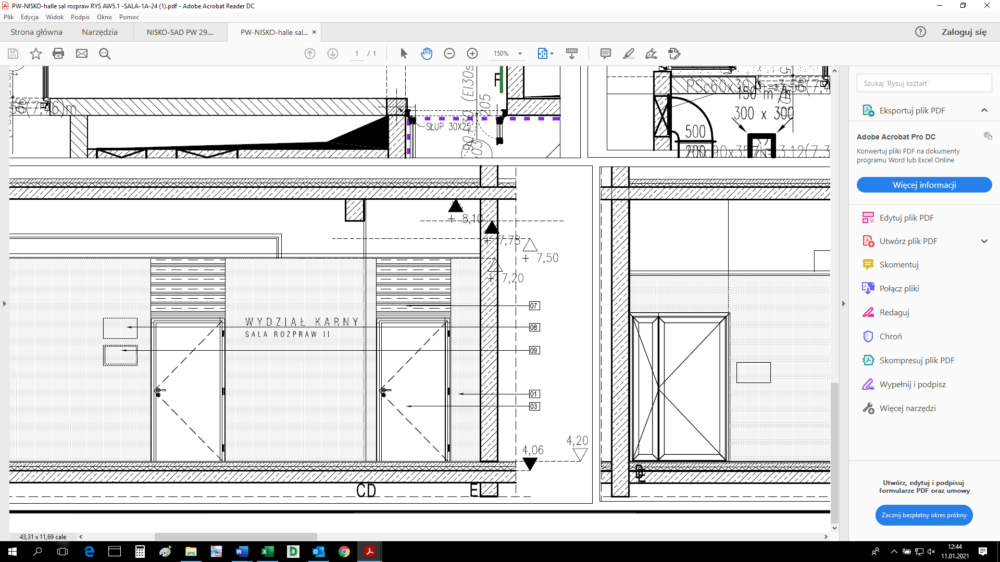 PW-NISKO-halle sal rozpraw RYS AW5.1 -SALA-1A-24 (1).pdf - Adobe Acrobat Reader DC
Plik Edycja Widok Podpis Okno Pomoc
Strona główna Narzędzia NISKO-SAD PW 29.... PW-NISKO-halle sal... × Zaloguj się
1 / 1 150%
F
205
SŁUP 30X25
150 m
300 x 300
500
200
8,10
7,78
7,50
7,20
07
WYDZIAŁ KARNY
08
SALA ROZPRAW II
09
01
03
4,20
4,06
CD E
Szukaj 'Rysuj kształt'
Eksportuj plik PDF
Adobe Acrobat Pro DC
Konwertuj pliki PDF na dokumenty
programu Word lub Excel Online
Więcej informacji
Edytuj plik PDF
Utwórz plik PDF
Skomentuj
Połącz pliki
Redaguj
Chroń
Skompresuj plik PDF
Wypełnij i podpisz
Więcej narzędzi
Utwórz, edytuj i podpisuj
formularze PDF oraz umowy
Zacznij bezpłatny okres próbny
43,31 x 11,69 cale
12:44
11.01.2021